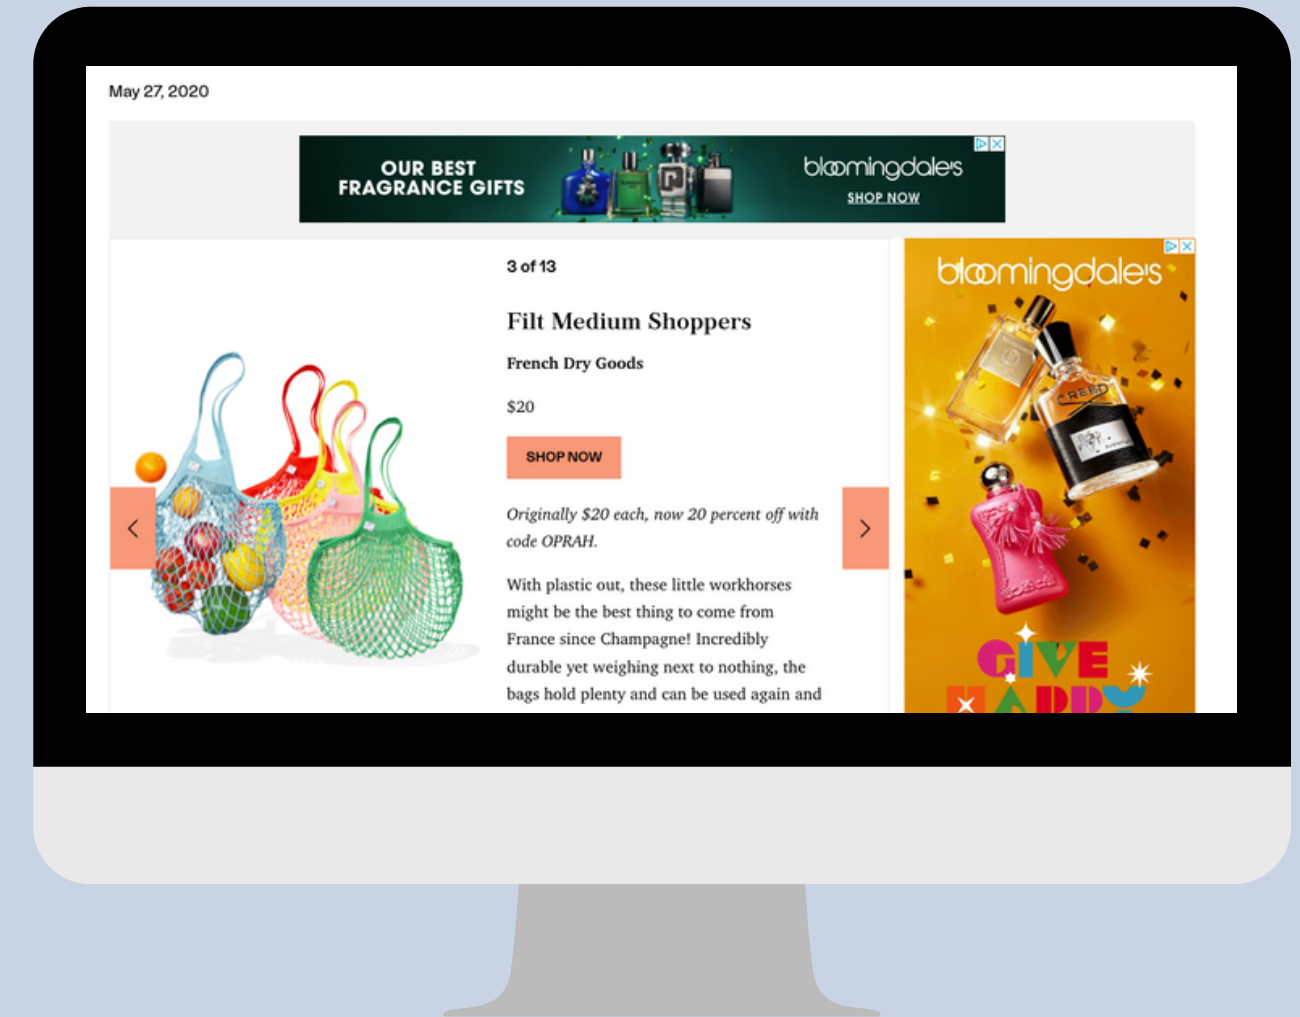 May 27, 2020
OUR BEST
FRAGRANCE GIFTS
bloomingdale's
SHOP NOW
3 of 13
Filt Medium Shoppers
French Dry Goods
$20
SHOP NOW
Originally $20 each, now 20 percent off with
code OPRAH.
With plastic out, these little workhorses
might be the best thing to come from
France since Champagne! Incredibly
durable yet weighing next to nothing, the
bags hold plenty and can be used again and
bloomingdale's
CREED
GIVE
HAPPY